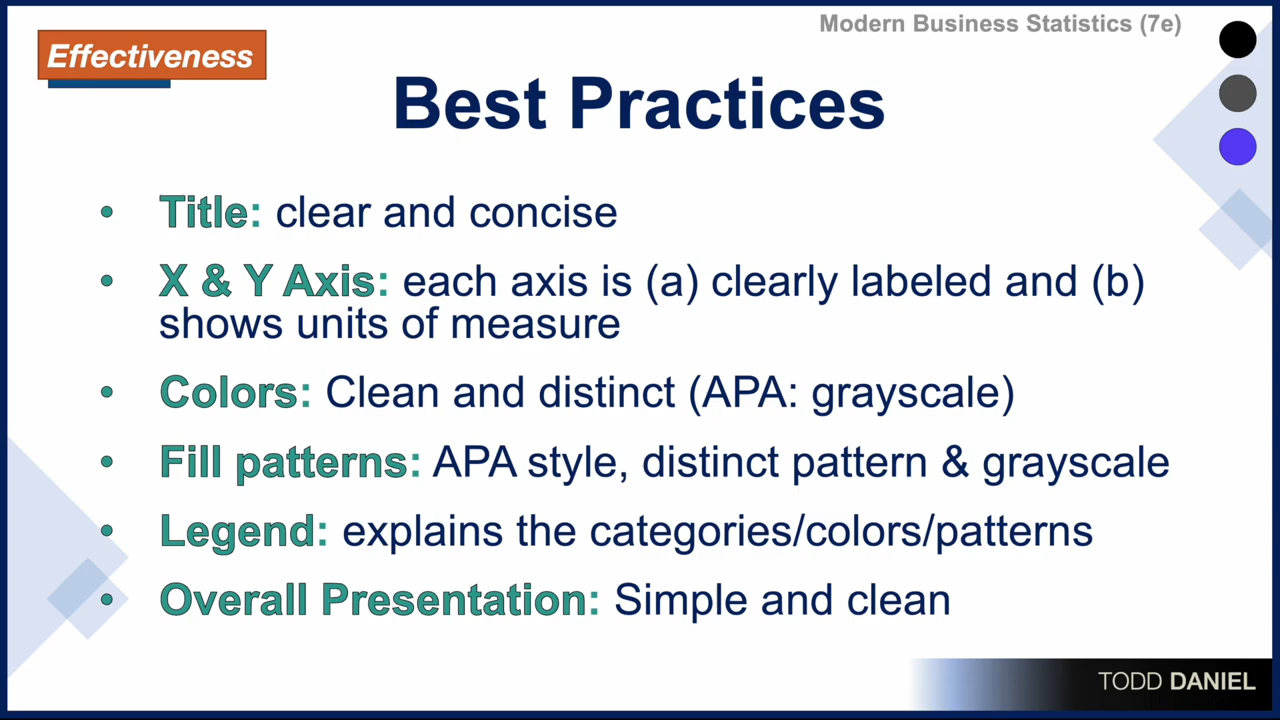 Modern Business Statistics (7e)
Effectiveness
Best Practices
• Title: clear and concise
• X & Y Axis: each axis is (a) clearly labeled and (b)
shows units of measure
• Colors: Clean and distinct (APA: grayscale)
• Fill patterns: APA style, distinct pattern & grayscale
• Legend: explains the categories/colors/patterns
• Overall Presentation: Simple and clean
TODD DANIEL